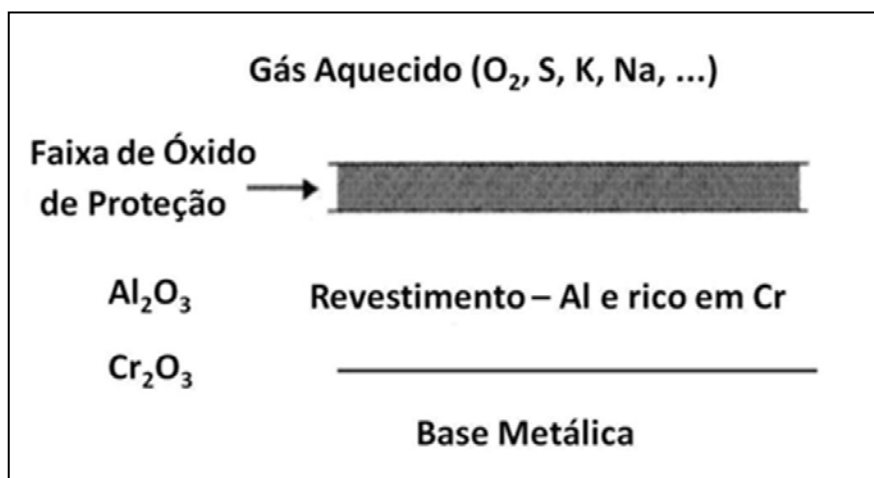 Gás Aquecido (O₂, S, K, Na, ...)
Faixa de Óxido
de Proteção
Al₂O₃
Revestimento – Al e rico em Cr
Cr₂O₃
Base Metálica